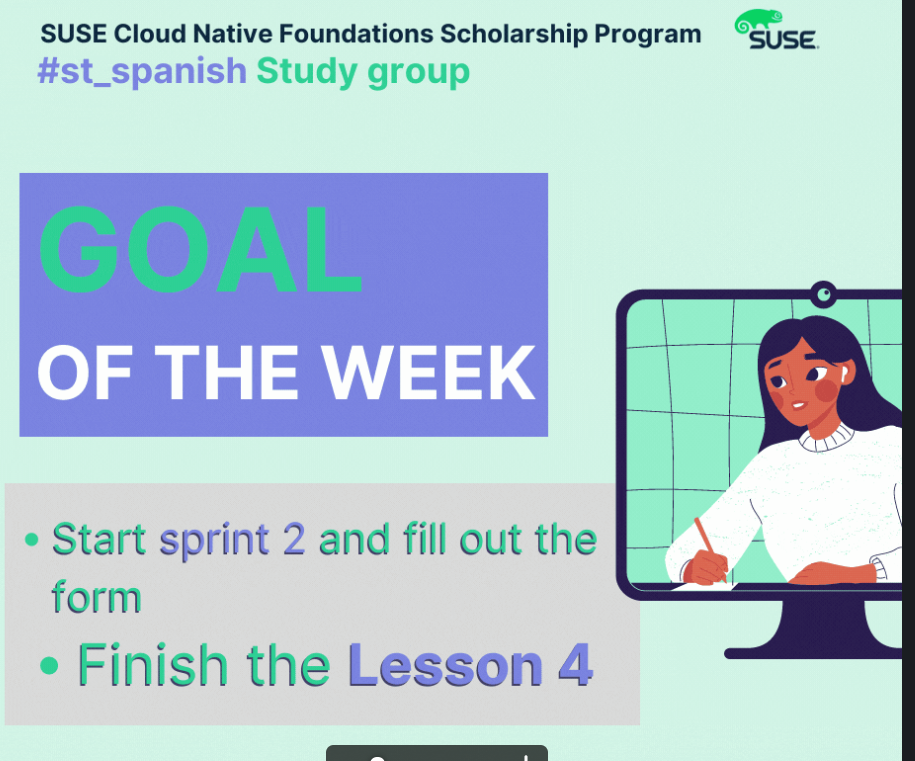 SUSE Cloud Native Foundations Scholarship Program
SUSE
#st_spanish Study group
GOAL
OF THE WEEK
• Start sprint 2 and fill out the
form
• Finish the Lesson 4